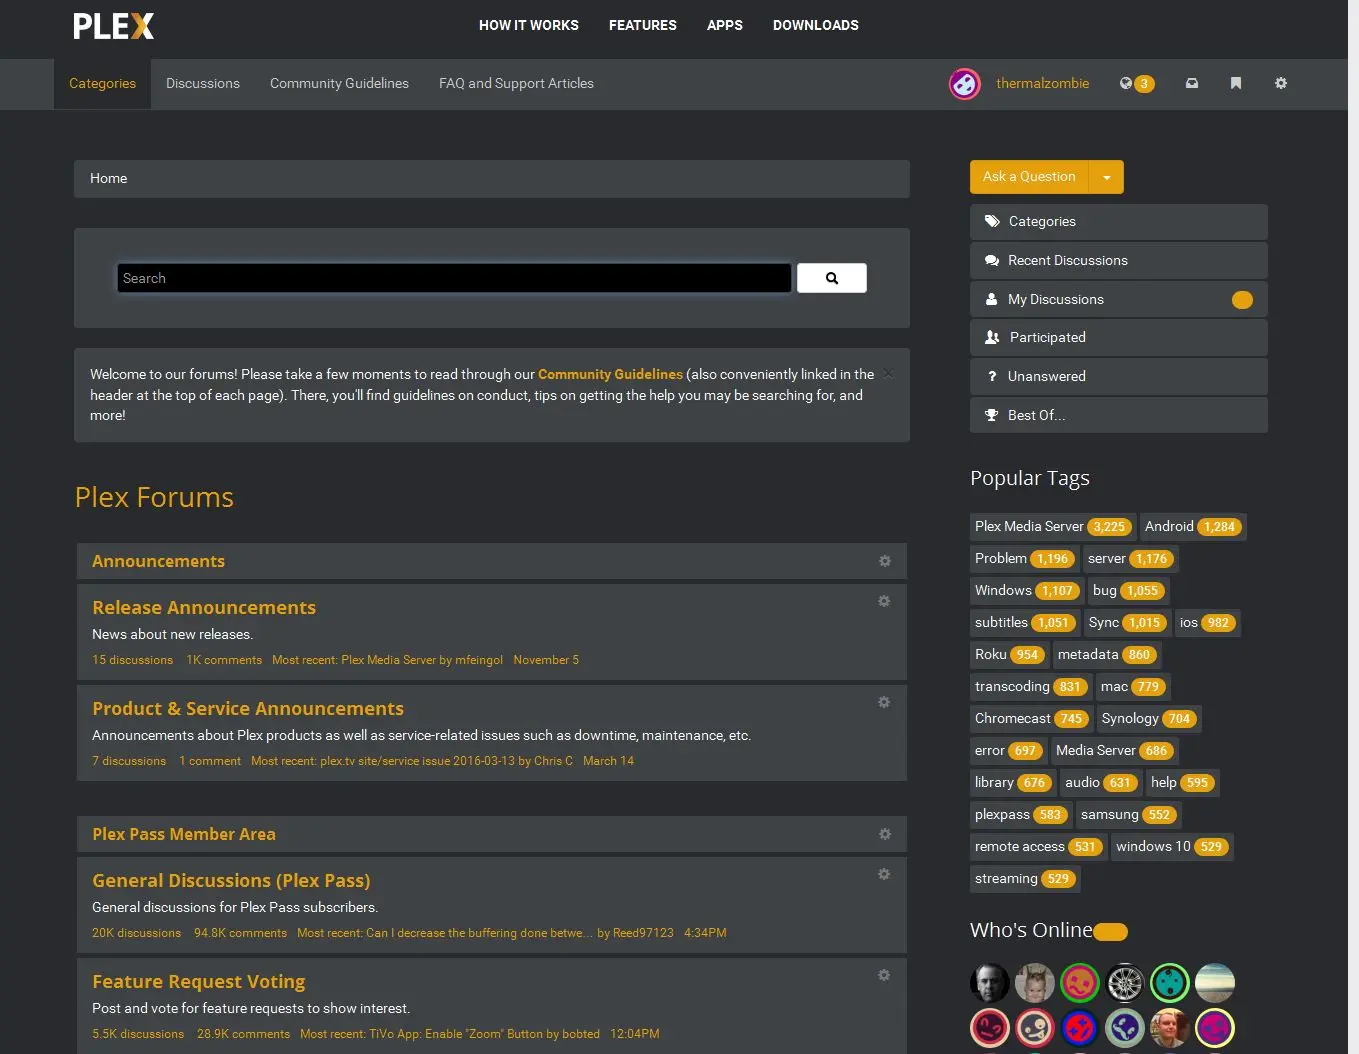 PLEX
HOW IT WORKS FEATURES APPS DOWNLOADS
Categories Discussions Community Guidelines FAQ and Support Articles thermalzombie 3
Home
Search
Welcome to our forums! Please take a few moments to read through our Community Guidelines (also conveniently linked in the
header at the top of each page). There, you'll find guidelines on conduct, tips on getting the help you may be searching for, and
more!
Plex Forums
Announcements
Release Announcements
News about new releases.
15 discussions 1K comments Most recent: Plex Media Server by mfeingol November 5
Product & Service Announcements
Announcements about Plex products as well as service-related issues such as downtime, maintenance, etc.
7 discussions 1 comment Most recent: plex.tv site/service issue 2016-03-13 by Chris C March 14
Plex Pass Member Area
General Discussions (Plex Pass)
General discussions for Plex Pass subscribers.
20K discussions 94.8K comments Most recent: Can I decrease the buffering done betwe... by Reed97123 4:34PM
Feature Request Voting
Post and vote for feature requests to show interest.
5.5K discussions 28.9K comments Most recent: TiVo App: Enable "Zoom" Button by bobted 12:04PM
Ask a Question
Categories
Recent Discussions
My Discussions
Participated
? Unanswered
Best Of...
Popular Tags
Plex Media Server 3,225 Android 1,284
Problem 1,196 server 1,176
Windows 1,107 bug 1,055
subtitles 1,051 Sync 1,015 ios 982
Roku 954 metadata 860
transcoding 831 mac 779
Chromecast 745 Synology 704
error 697 Media Server 686
library 676 audio 631 help 595
plexpass 583 samsung 552
remote access 531 windows 10 529
streaming 529
Who's Online